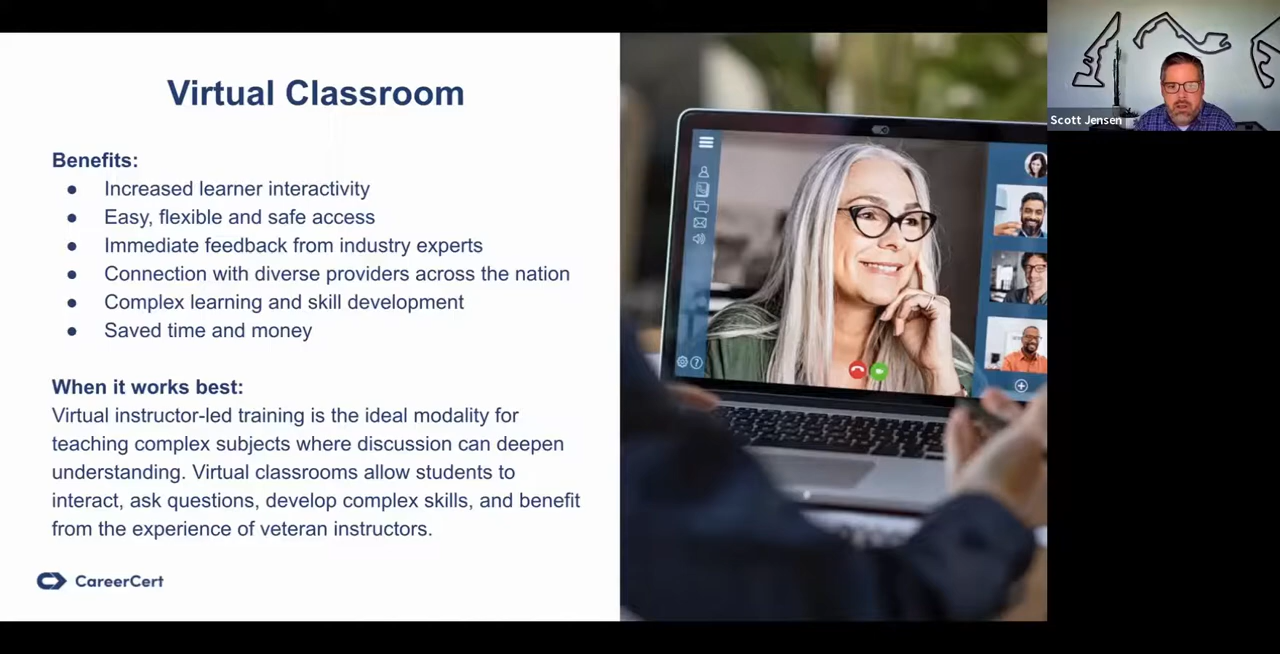 Virtual Classroom
Benefits:
● Increased learner interactivity
● Easy, flexible and safe access
● Immediate feedback from industry experts
● Connection with diverse providers across the nation
● Complex learning and skill development
● Saved time and money
When it works best:
Virtual instructor-led training is the ideal modality for
teaching complex subjects where discussion can deepen
understanding. Virtual classrooms allow students to
interact, ask questions, develop complex skills, and benefit
from the experience of veteran instructors.
CareerCert
Scott Jensen